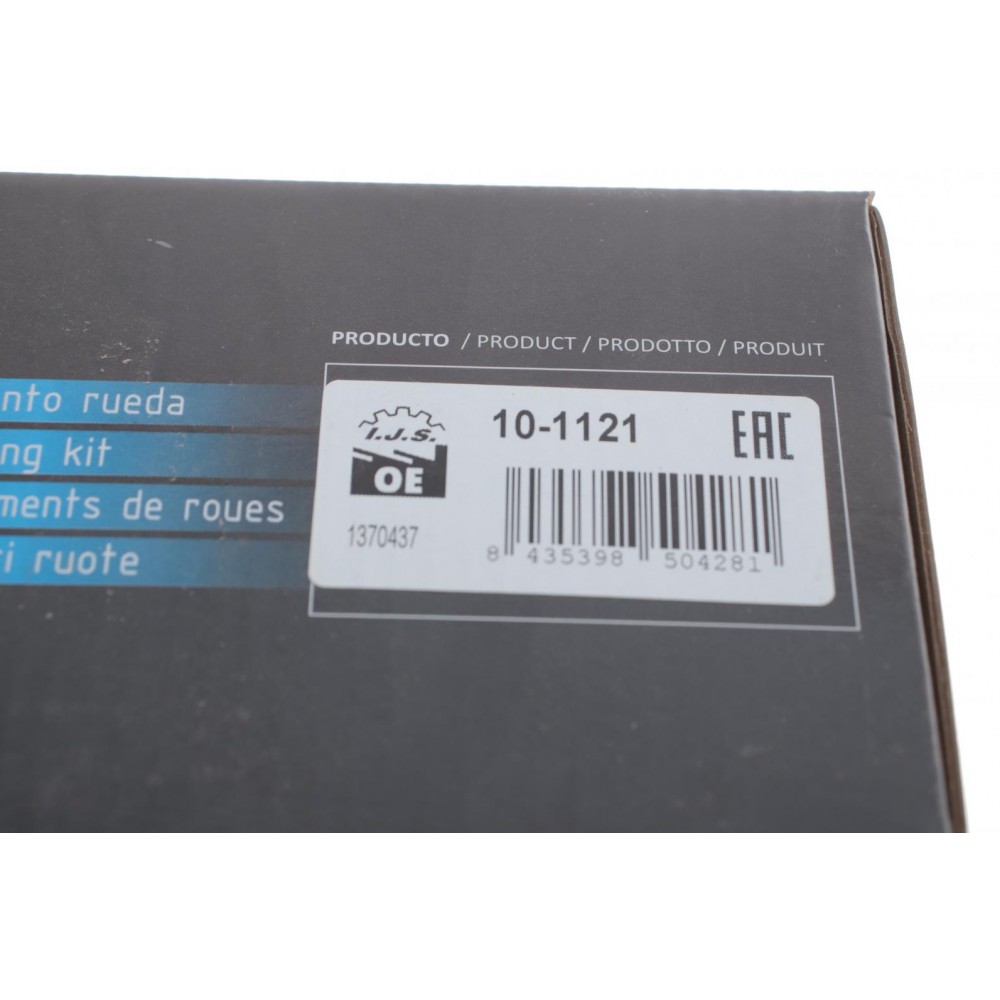 PRODUCTO / PRODUCT / PRODOTTO / PRODUIT
nto rueda
ng kit
ments de roues
ri ruote
I.J.S.
OE
10-1121
EAC
1370437
8 435398 504281